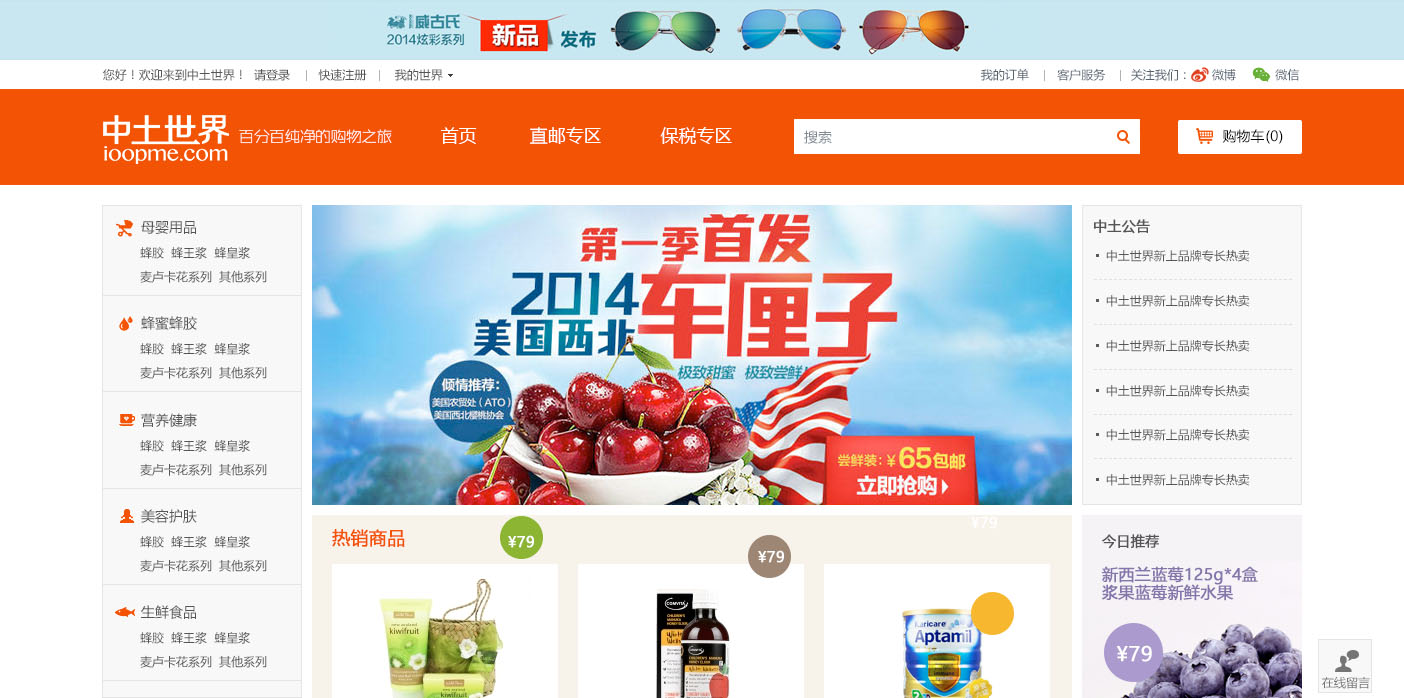 威古氏
2014炫彩系列
新品 发布
您好！欢迎来到中土世界！ 请登录 | 快速注册 | 我的世界
我的订单 | 客户服务 | 关注我们：微博 微信
中土世界
ioopme.com
百分百纯净的购物之旅
首页 直邮专区 保税专区
搜索
购物车(0)
母婴用品
蜂胶 蜂王浆 蜂皇浆
麦卢卡花系列 其他系列
蜂蜜蜂胶
蜂胶 蜂王浆 蜂皇浆
麦卢卡花系列 其他系列
营养健康
蜂胶 蜂王浆 蜂皇浆
麦卢卡花系列 其他系列
美容护肤
蜂胶 蜂王浆 蜂皇浆
麦卢卡花系列 其他系列
生鲜食品
蜂胶 蜂王浆 蜂皇浆
麦卢卡花系列 其他系列
第一季首发
2014
美国西北
车厘子
极致甜蜜 极致尝鲜！
倾情推荐：
美国农贸处（ATO）
美国西北樱桃协会
尝鲜装：¥65包邮
立即抢购
中土公告
中土世界新上品牌专长热卖
中土世界新上品牌专长热卖
中土世界新上品牌专长热卖
中土世界新上品牌专长热卖
中土世界新上品牌专长热卖
中土世界新上品牌专长热卖
热销商品
¥79
¥79
¥79
kiwifruit
COMVITA
Karicare
Aptamil
2
今日推荐
新西兰蓝莓125g*4盒
浆果蓝莓新鲜水果
¥79
在线留言